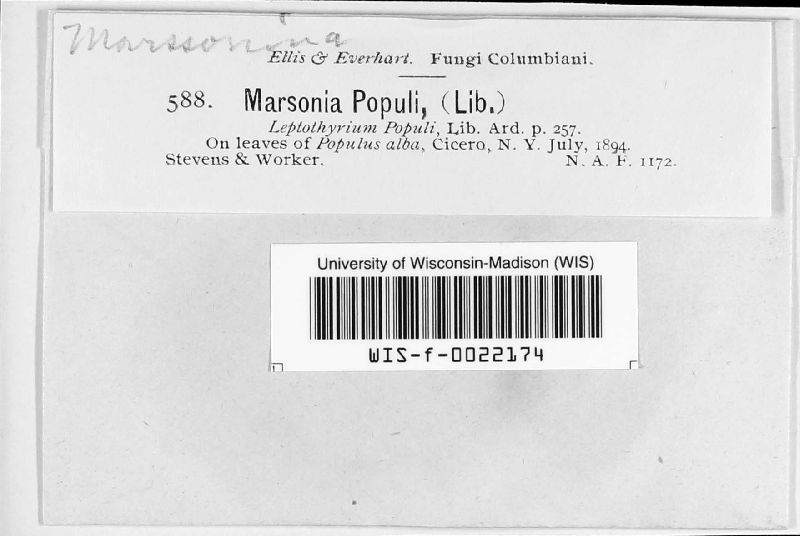 Marssonina
Ellis & Everhart. Fungi Columbiani.
588. Marsonia Populi, (Lib.)
Leptothyrium Populi, Lib. Ard. p. 257.
On leaves of Populus alba, Cicero, N. Y. July, 1894.
Stevens & Worker. N. A. F. 1172.
University of Wisconsin-Madison (WIS)
WIS-f-0022174